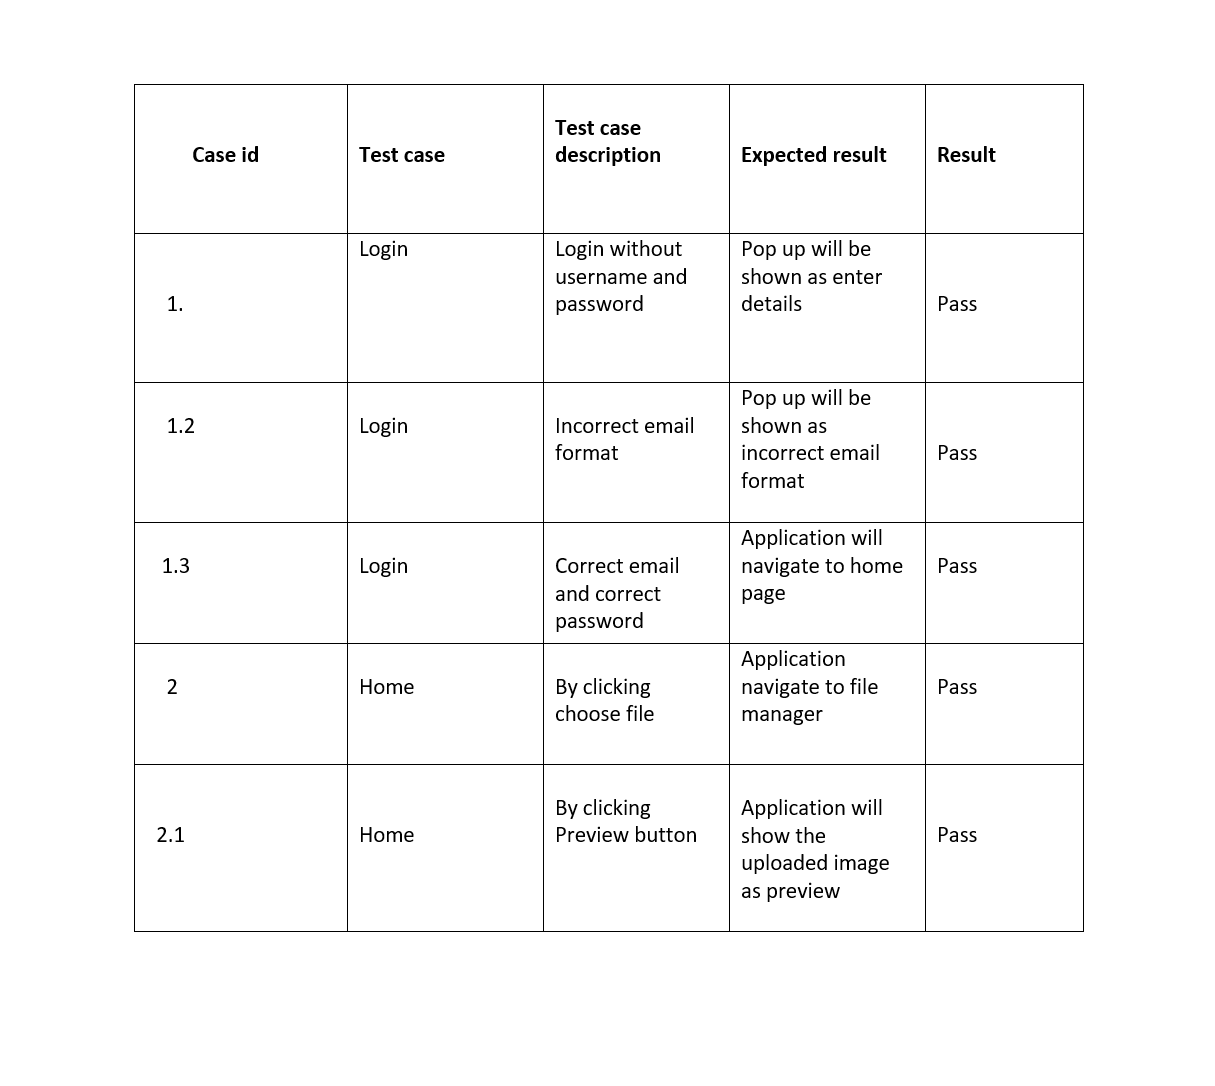 Case id
Test case
Test case
description
Expected result
Result
1.
Login
Login without
username and
password
Pop up will be
shown as enter
details
Pass
1.2
Login
Incorrect email
format
Pop up will be
shown as
incorrect email
format
Pass
1.3
Login
Correct email
and correct
password
Application will
navigate to home
page
Pass
2
Home
By clicking
choose file
Application
navigate to file
manager
Pass
2.1
Home
By clicking
Preview button
Application will
show the
uploaded image
as preview
Pass